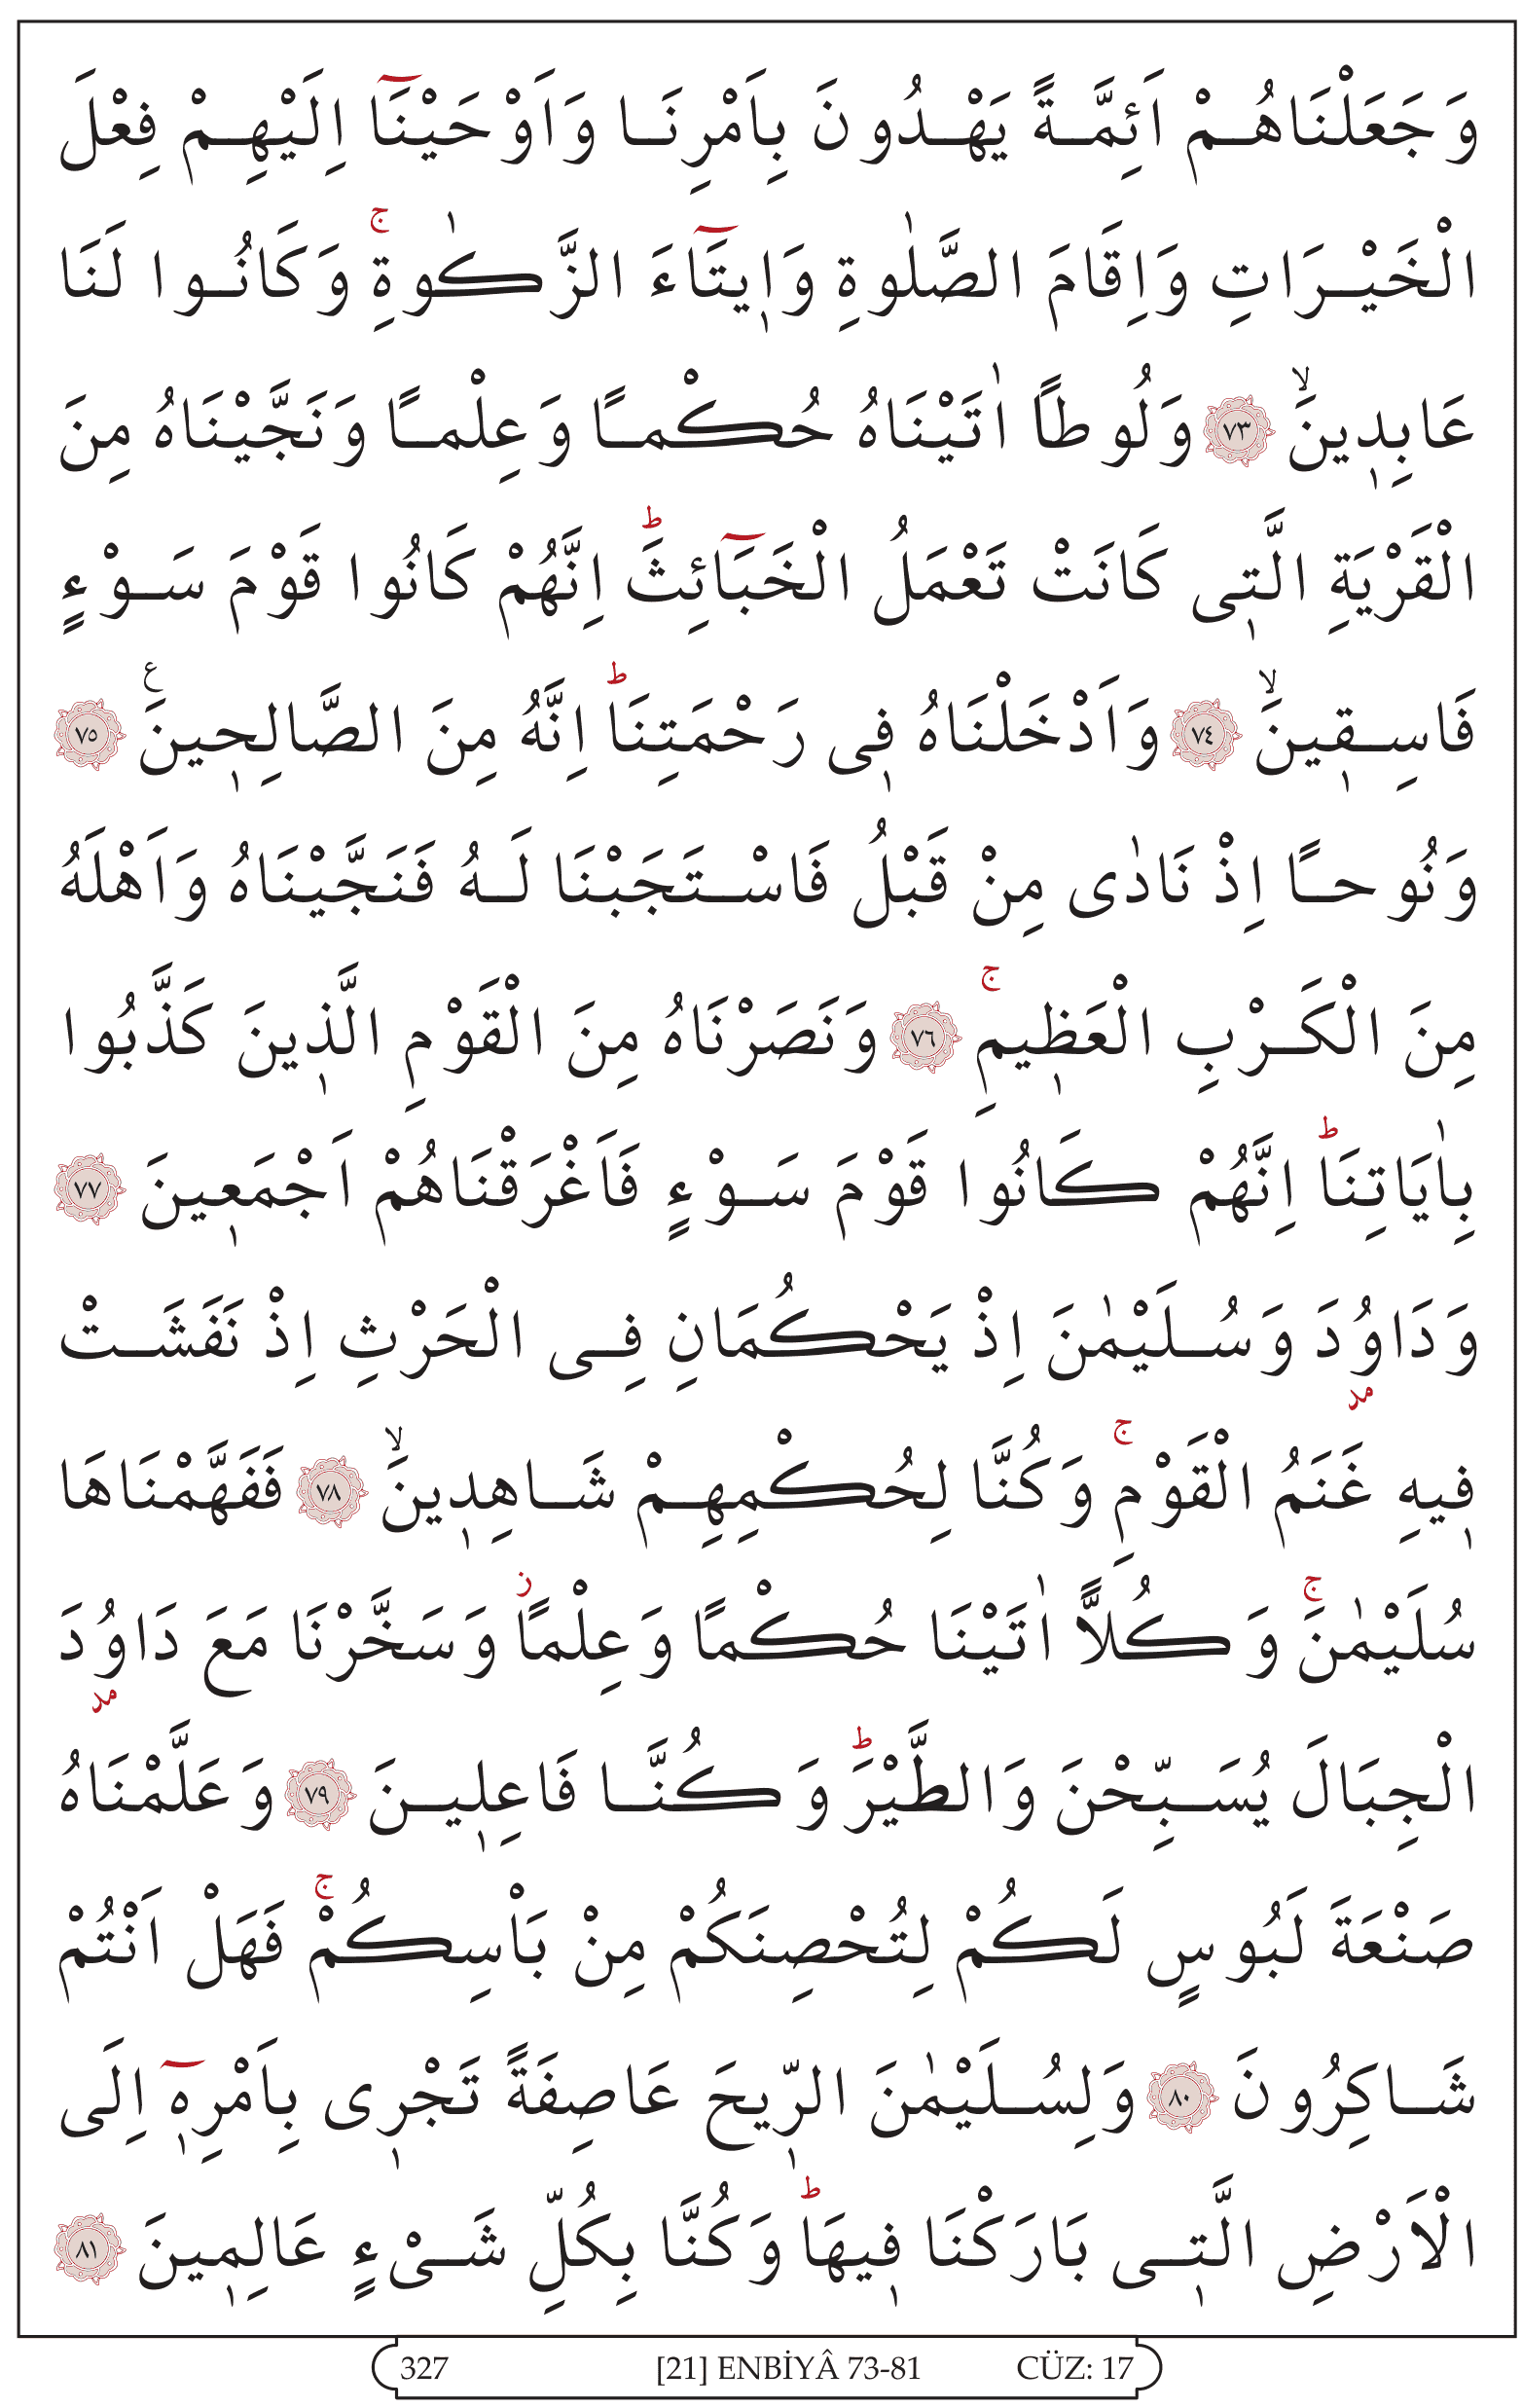 وَجَعَلْنَاهُمْ اَئِمَّةً يَهْدُونَ بِاَمْرِنَا وَاَوْحَيْنَٓا اِلَيْهِمْ فِعْلَ
الْخَيْرَاتِ وَاِقَامَ الصَّلٰوةِ وَا۪يتَٓاءَ الزَّكٰوةِۚ وَكَانُوا لَنَا
عَابِد۪ينَۙ ﴿٧٣﴾ وَلُوطًا اٰتَيْنَاهُ حُكْمًا وَعِلْمًا وَنَجَّيْنَاهُ مِنَ
الْقَرْيَةِ الَّت۪ي كَانَتْ تَعْمَلُ الْخَبَٓائِثَۜ اِنَّهُمْ كَانُوا قَوْمَ سَوْءٍ
فَاسِق۪ينَۙ ﴿٧٤﴾ وَاَدْخَلْنَاهُ ف۪ي رَحْمَتِنَاۜ اِنَّهُ مِنَ الصَّالِح۪ينَ۟ ﴿٧٥﴾
وَنُوحًا اِذْ نَادٰى مِنْ قَبْلُ فَاسْتَجَبْنَا لَهُ فَنَجَّيْنَاهُ وَاَهْلَهُ
مِنَ الْكَرْبِ الْعَظ۪يمِۚ ﴿٧٦﴾ وَنَصَرْنَاهُ مِنَ الْقَوْمِ الَّذ۪ينَ كَذَّبُوا
بِاٰيَاتِنَاۜ اِنَّهُمْ كَانُوا قَوْمَ سَوْءٍ فَاَغْرَقْنَاهُمْ اَجْمَع۪ينَ ﴿٧٧﴾
وَدَاوُ۫دَ وَسُلَيْمٰنَ اِذْ يَحْكُمَانِ فِي الْحَرْثِ اِذْ نَفَشَتْ
ف۪يهِ غَنَمُ الْقَوْمِۚ وَكُنَّا لِحُكْمِهِمْ شَاهِد۪ينَۙ ﴿٧٨﴾ فَفَهَّمْنَاهَا
سُلَيْمٰنَۚ وَكُلاًّ اٰتَيْنَا حُكْمًا وَعِلْمًاۘ وَسَخَّرْنَا مَعَ دَاوُ۫دَ
الْجِبَالَ يُسَبِّحْنَ وَالطَّيْرَۜ وَكُنَّا فَاعِل۪ينَ ﴿٧٩﴾ وَعَلَّمْنَاهُ
صَنْعَةَ لَبُوسٍ لَكُمْ لِتُحْصِنَكُمْ مِنْ بَاْسِكُمْۚ فَهَلْ اَنْتُمْ
شَاكِرُونَ ﴿٨٠﴾ وَلِسُلَيْمٰنَ الرّ۪يحَ عَاصِفَةً تَجْر۪ي بِاَمْرِه۪ٓ اِلَى
الْاَرْضِ الَّت۪ي بَارَكْنَا ف۪يهَاۜ وَكُنَّا بِكُلِّ شَيْءٍ عَالِم۪ينَ ﴿٨١﴾
327 [21] ENBİYÂ 73-81 CÜZ: 17